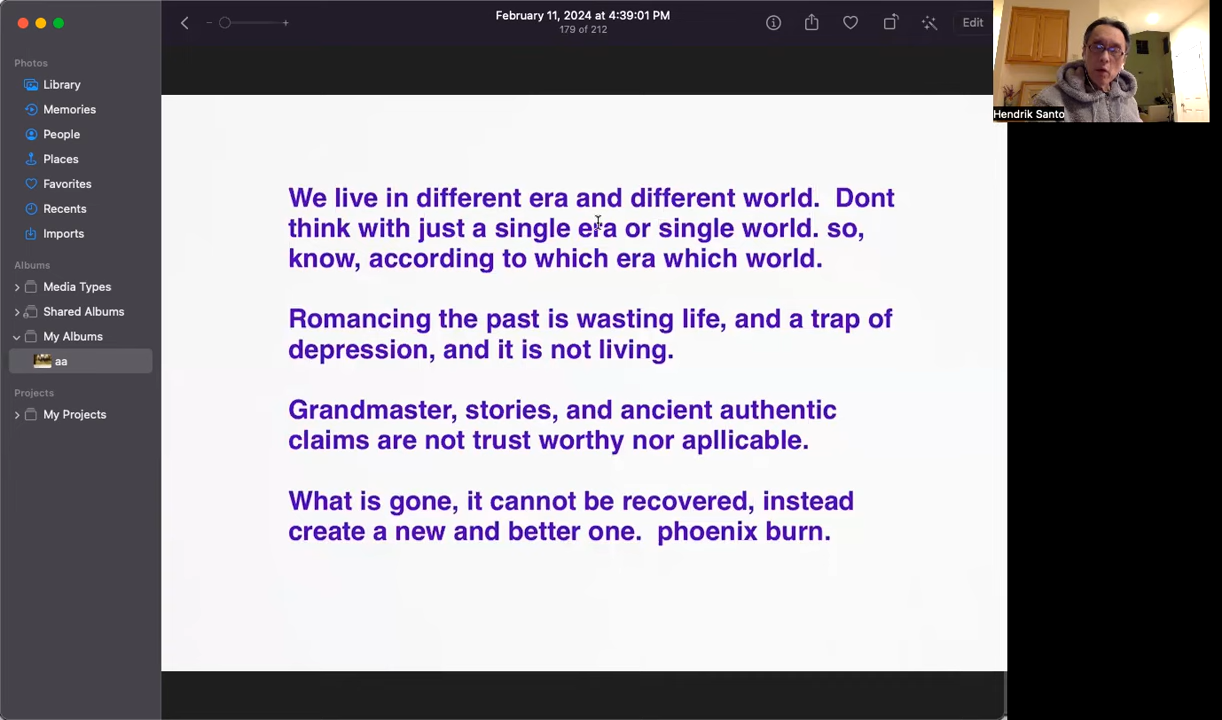 February 11, 2024 at 4:39:01 PM
179 of 212
Edit
Photos
Library
Memories
People
Places
Favorites
Recents
Imports
Albums
Media Types
Shared Albums
My Albums
aa
Projects
My Projects
We live in different era and different world.  Dont
think with just a single era or single world. so,
know, according to which era which world.
Romancing the past is wasting life, and a trap of
depression, and it is not living.
Grandmaster, stories, and ancient authentic
claims are not trust worthy nor apllicable.
What is gone, it cannot be recovered, instead
create a new and better one.  phoenix burn.
Hendrik Santo